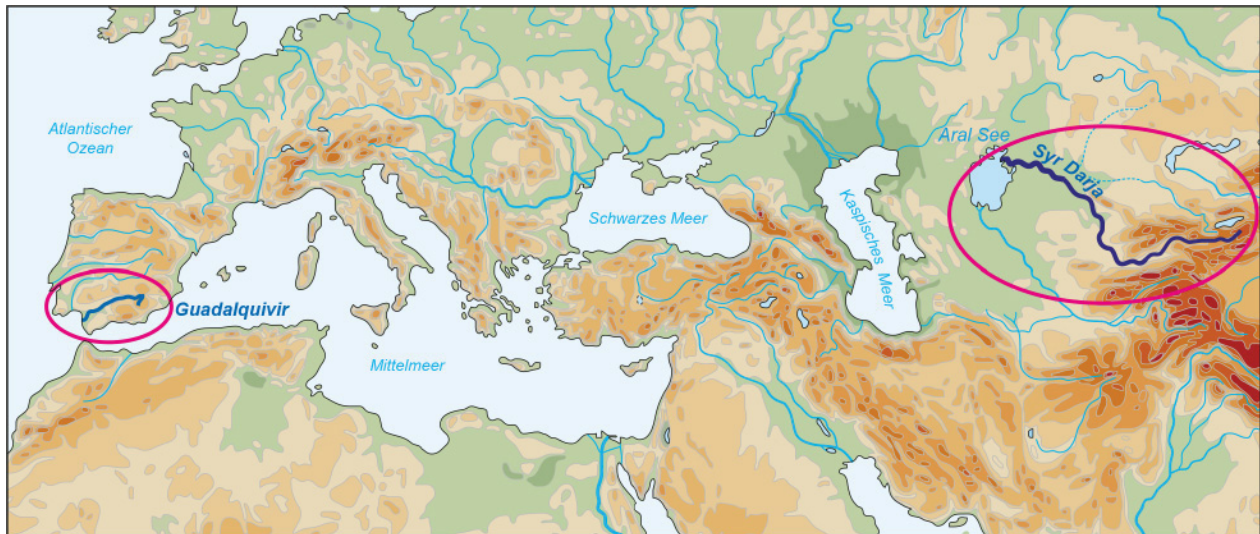 Atlantischer
Ozean
Aral See
Syr Darja
Schwarzes Meer
Kaspisches Meer
Guadalquivir
Mittelmeer